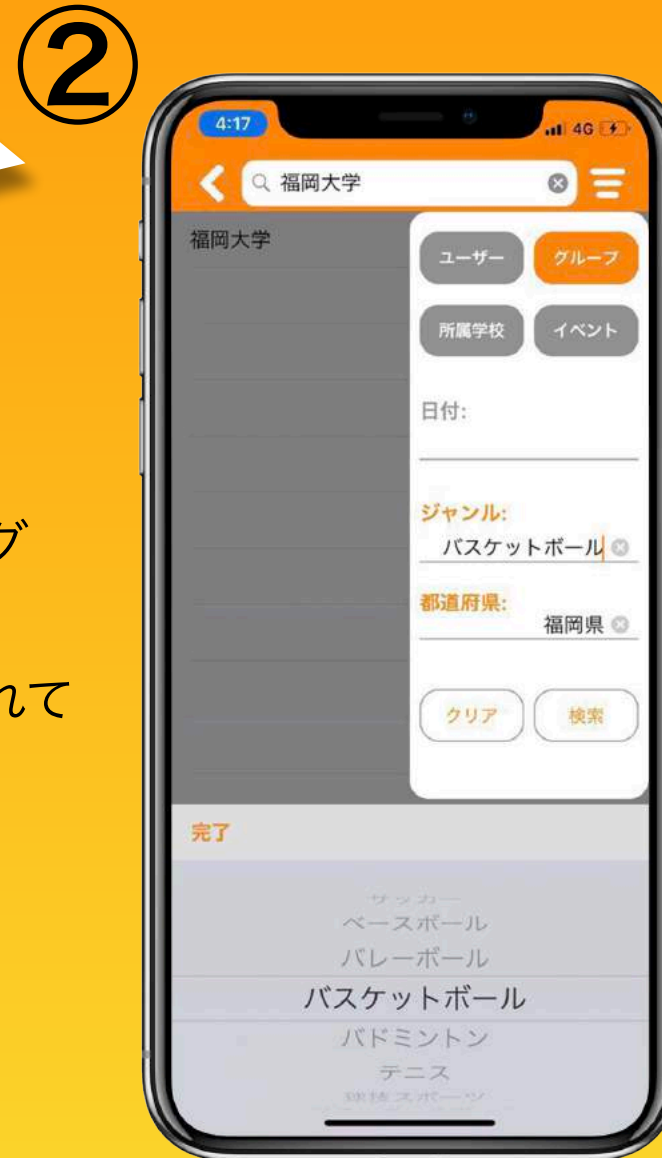 ②
4:17
4G
福岡大学
福岡大学
ユーザー
グループ
所属学校
イベント
日付:
ジャンル:
バスケットボール
都道府県:
福岡県
クリア
検索
グ
れて
完了
サッカー
ベースボール
バレーボール
バスケットボール
バドミントン
テニス